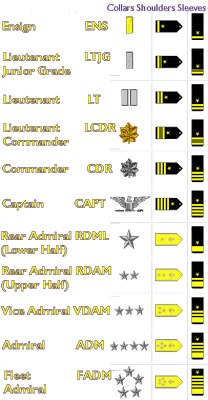 Collars Shoulders Sleeves
Ensign ENS
Lieutenant LTJG
Junior Grade
Lieutenant LT
Lieutenant LCDR
Commander
Commander CDR
Captain CAPT
Rear Admiral RDML
(Lower Half)
Rear Admiral RDAM
(Upper Half)
Vice Admiral VDAM
Admiral ADM
Fleet FADM
Admiral